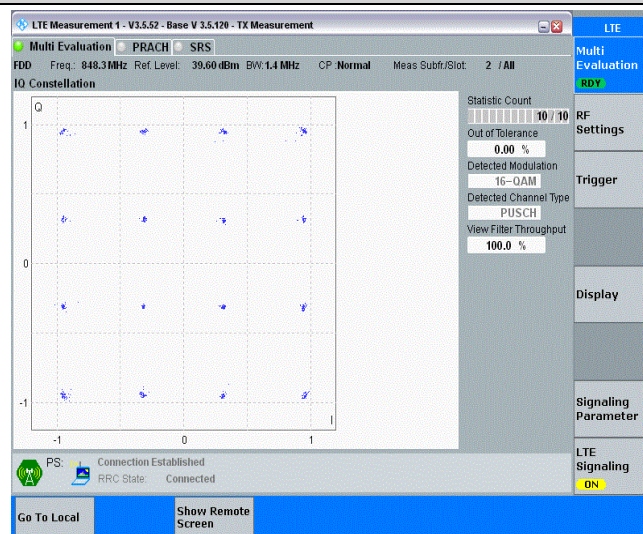 LTE Measurement 1 - V3.5.52 - Base V 3.5.120 - TX Measurement
Multi Evaluation PRACH SRS
FDD Freq.: 848.3 MHz Ref. Level: 39.60 dBm BW: 1.4 MHz CP: Normal Meas Subfr./Slot: 2 / All
IQ Constellation
Q
1
0
-1
I
-1 0 1
Statistic Count
10 / 10
Out of Tolerance
0.00 %
Detected Modulation
16-QAM
Detected Channel Type
PUSCH
View Filter Throughput
100.0 %
PS: Connection Established
RRC State: Connected
LTE
Multi
Evaluation
RDY
RF
Settings
Trigger
Display
Signaling
Parameter
LTE
Signaling
ON
Go To Local
Show Remote
Screen